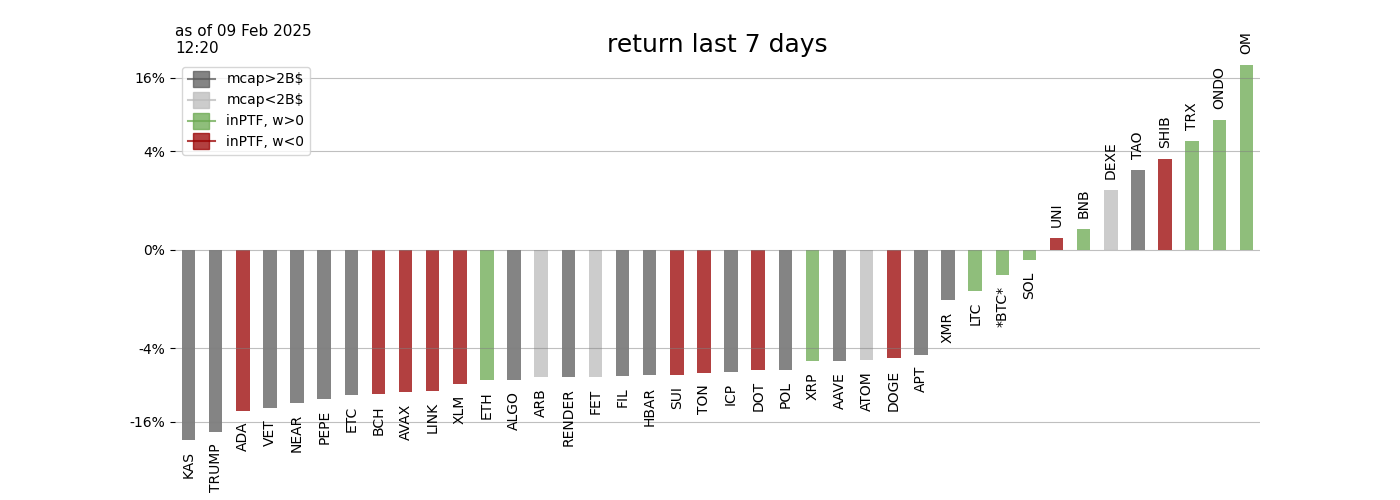 as of 09 Feb 2025
12:20
return last 7 days
mcap>2B$
mcap<2B$
inPTF, w>0
inPTF, w<0
16%
4%
0%
-4%
-16%
KAS
TRUMP
ADA
VET
NEAR
PEPE
ETC
BCH
AVAX
LINK
XLM
ETH
ALGO
ARB
RENDER
FET
FIL
HBAR
SUI
TON
ICP
DOT
POL
XRP
AAVE
ATOM
DOGE
APT
XMR
LTC
*BTC*
SOL
UNI
BNB
DEXE
TAO
SHIB
TRX
ONDO
OM